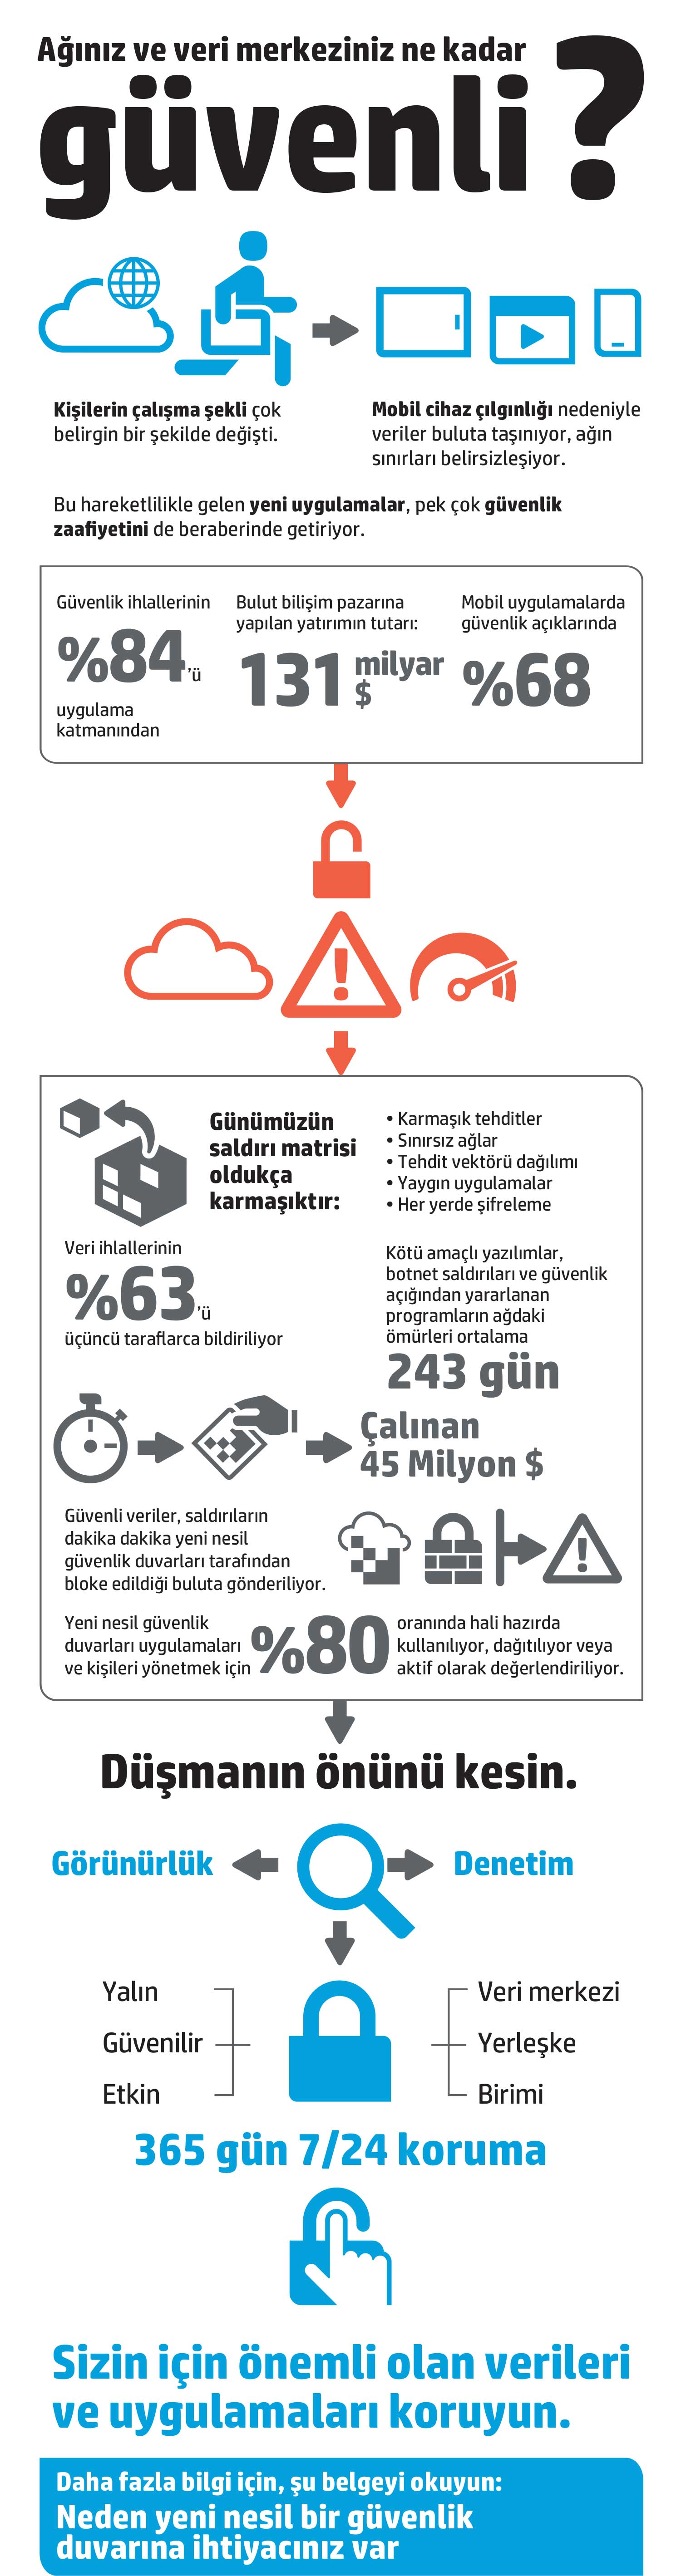 Ağınız ve veri merkeziniz ne kadar
güvenli?
Kişilerin çalışma şekli çok
belirgin bir şekilde değişti.
Mobil cihaz çılgınlığı nedeniyle
veriler buluta taşınıyor, ağın
sınırları belirsizleşiyor.
Bu hareketlilikle gelen yeni uygulamalar, pek çok güvenlik
zaafiyetini de beraberinde getiriyor.
Güvenlik ihlallerinin
%84'ü
uygulama
katmanından
Bulut bilişim pazarına
yapılan yatırımın tutarı:
131 milyar
$
Mobil uygulamalarda
güvenlik açıklarında
%68
Günümüzün
saldırı matrisi
oldukça
karmaşıktır:
• Karmaşık tehditler
• Sınırsız ağlar
• Tehdit vektörü dağılımı
• Yaygın uygulamalar
• Her yerde şifreleme
Veri ihlallerinin
%63'ü
üçüncü taraflarca bildiriliyor
Kötü amaçlı yazılımlar,
botnet saldırıları ve güvenlik
açığından yararlanan
programların ağdaki
ömürleri ortalama
243 gün
Çalınan
45 Milyon $
Güvenli veriler, saldırıların
dakika dakika yeni nesil
güvenlik duvarları tarafından
bloke edildiği buluta gönderiliyor.
Yeni nesil güvenlik
duvarları uygulamaları
ve kişileri yönetmek için
%80
oranında hali hazırda
kullanılıyor, dağıtılıyor veya
aktif olarak değerlendiriliyor.
Düşmanın önünü kesin.
Görünürlük
Denetim
Yalın
Güvenilir
Etkin
Veri merkezi
Yerleşke
Birimi
365 gün 7/24 koruma
Sizin için önemli olan verileri
ve uygulamaları koruyun.
Daha fazla bilgi için, şu belgeyi okuyun:
Neden yeni nesil bir güvenlik
duvarına ihtiyacınız var